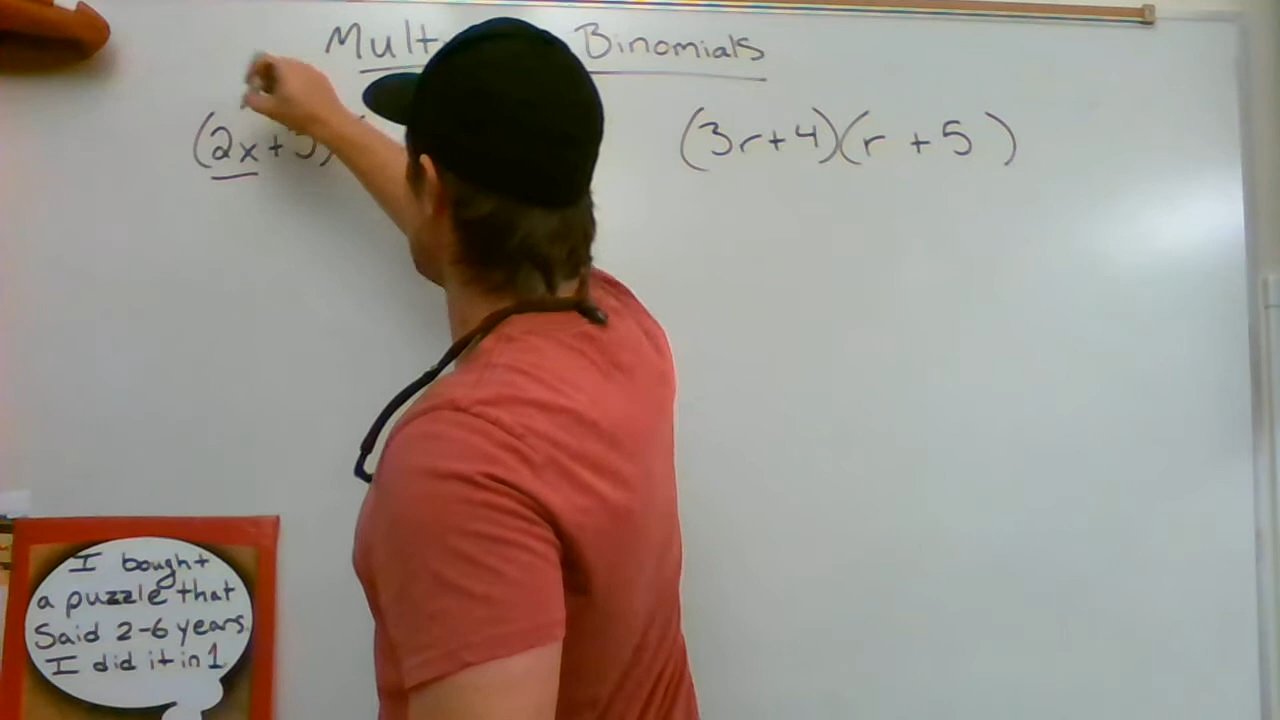 Mult Binomials
(2x+5)
(3r+4)(r +5 )
I bought
a puzzle that
Said 2-6 years
I did it in 1